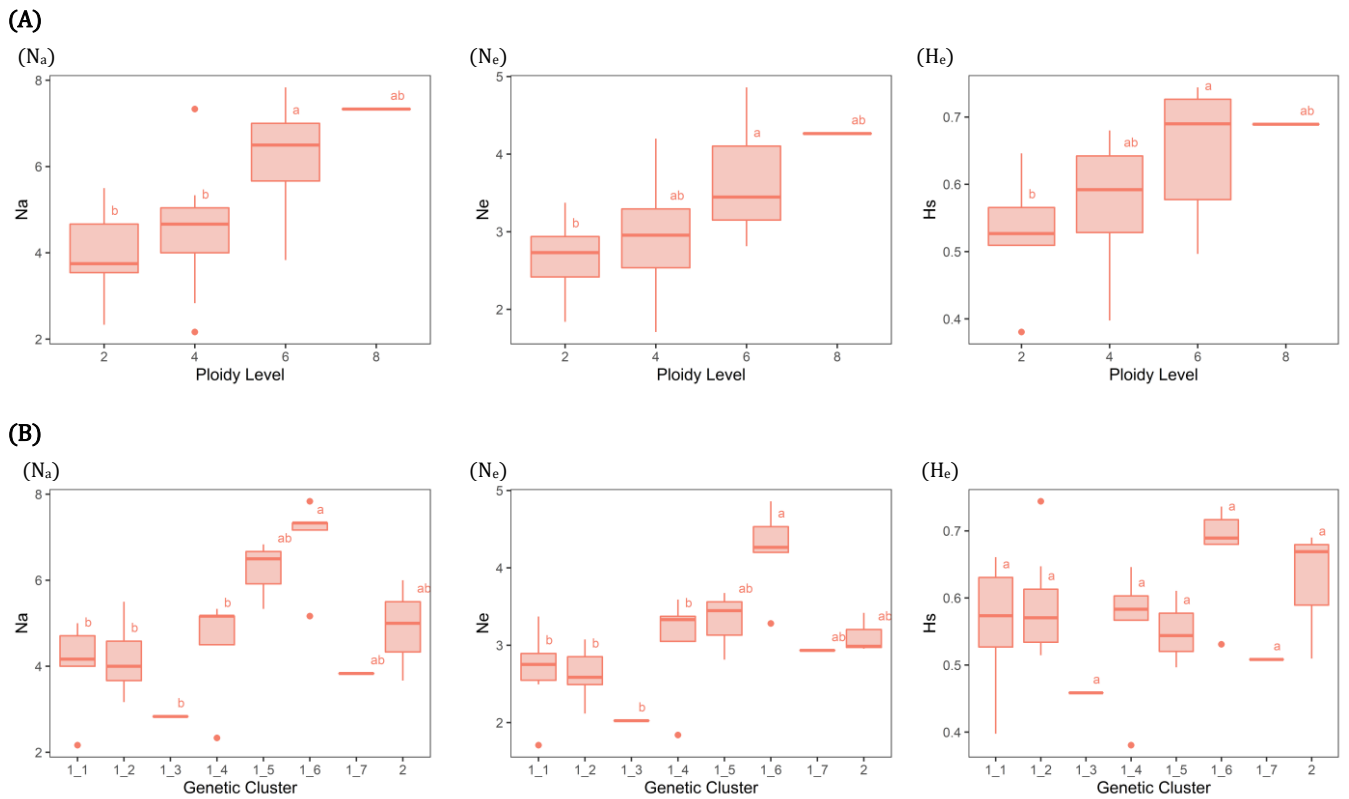 (A)
(Nₐ)
(Nₑ)
(Hₑ)
8
6
4
2
Na
b
b
a
ab
2
4
6
8
Ploidy Level
5
4
3
2
Ne
b
ab
a
ab
2
4
6
8
Ploidy Level
0.7
0.6
0.5
0.4
Hs
b
ab
a
ab
2
4
6
8
Ploidy Level
(B)
(Nₐ)
(Nₑ)
(Hₑ)
8
6
4
2
Na
b
b
b
b
ab
a
ab
ab
1_1
1_2
1_3
1_4
1_5
1_6
1_7
2
Genetic Cluster
5
4
3
2
Ne
b
b
b
b
ab
a
ab
ab
1_1
1_2
1_3
1_4
1_5
1_6
1_7
2
Genetic Cluster
0.7
0.6
0.5
0.4
Hs
a
a
a
a
a
a
a
a
1_1
1_2
1_3
1_4
1_5
1_6
1_7
2
Genetic Cluster